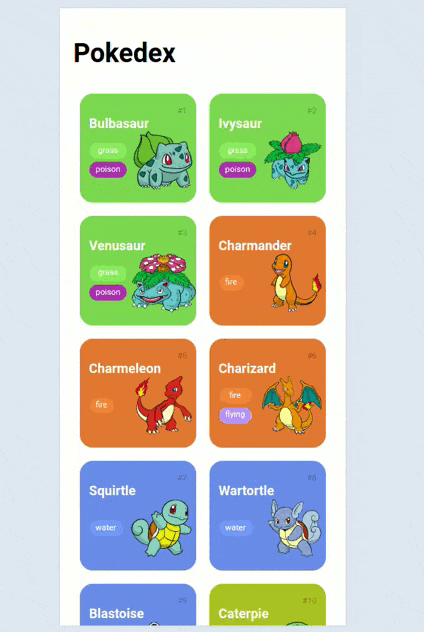 Pokedex
#1
Bulbasaur
grass
poison
#2
Ivysaur
grass
poison
#3
Venusaur
grass
poison
#4
Charmander
fire
#5
Charmeleon
fire
#6
Charizard
fire
flying
#7
Squirtle
water
#8
Wartortle
water
#9
Blastoise
#10
Caterpie